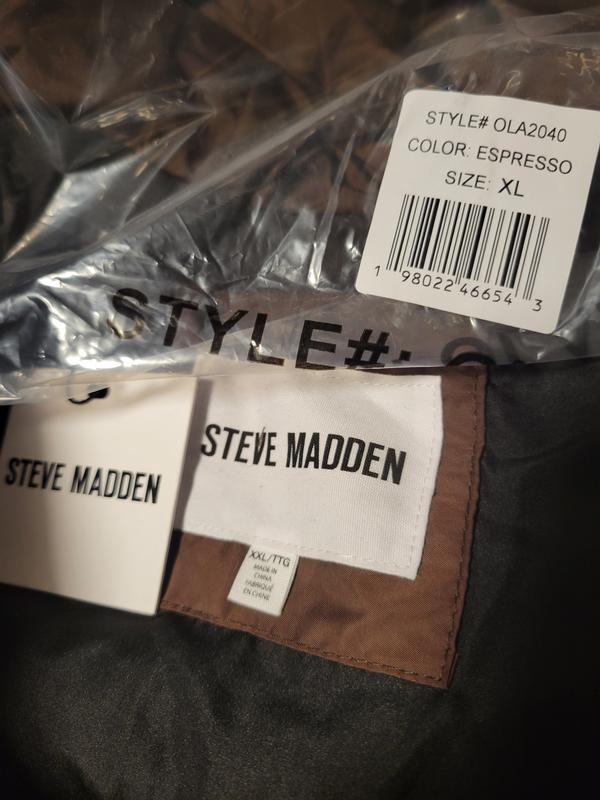 STYLE# OLA2040
COLOR: ESPRESSO
SIZE: XL
1 98022 46654 3
STYLE#:
STEVE MADDEN
STEVE MADDEN
XXL/TTG
MADE IN
CHINA
FABRIQUÉ
EN CHINE